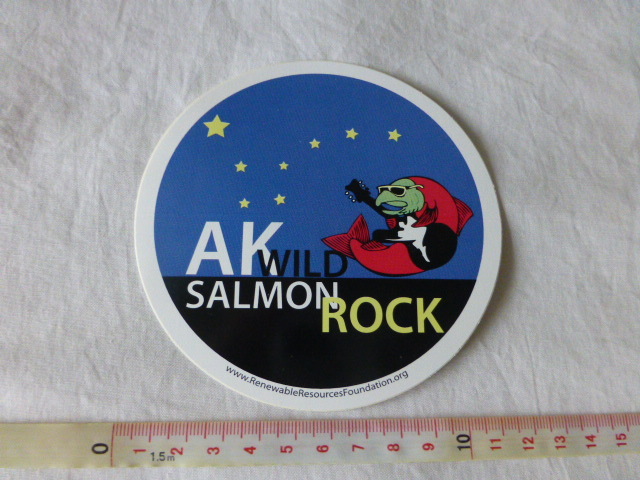 AK
WILD
SALMON
ROCK
www.RenewableResourcesFoundation.org
0 1 2 3 4 5 6 7 8 9 10 11 12 13 14 15
1.5m